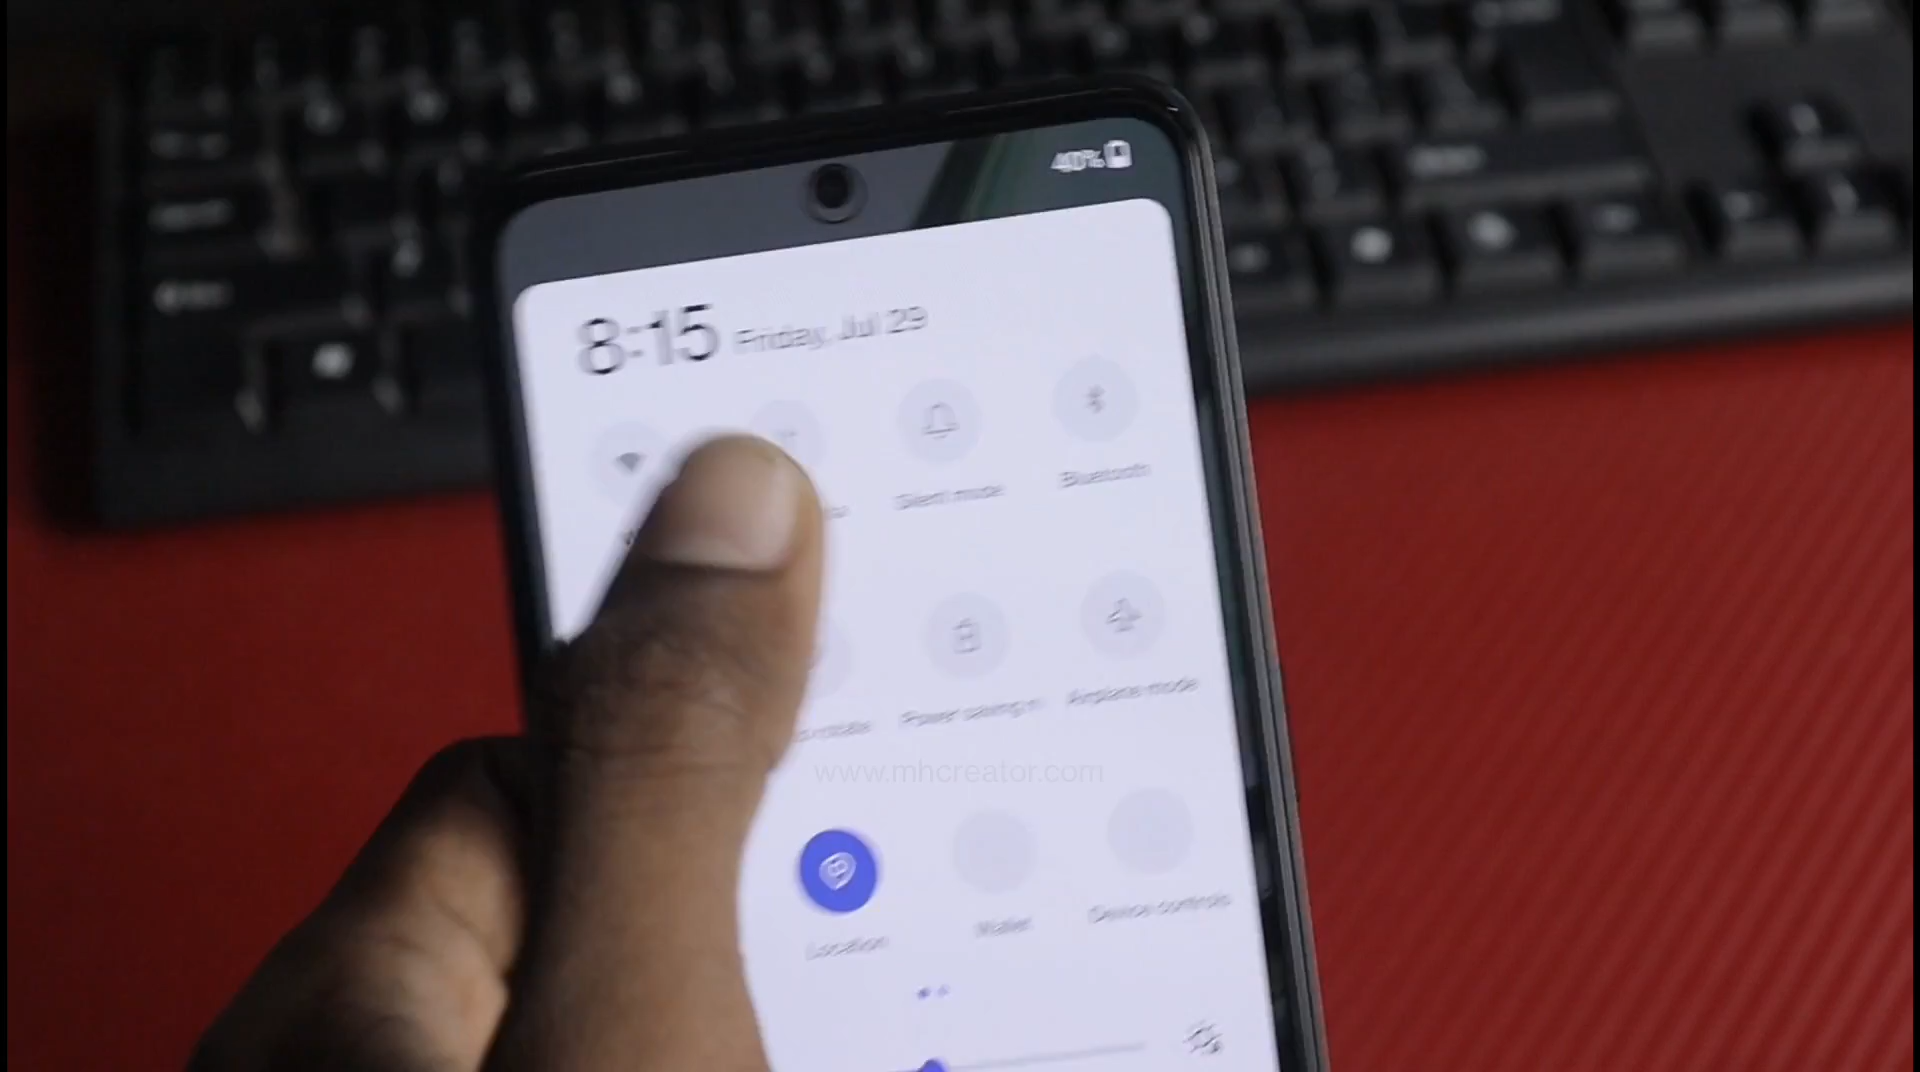 40%
8:15 Friday, Jul 29
Silent mode
Bluetooth
Power saving m
Airplane mode
www.mhcreator.com
Location
Wallet
Device controls